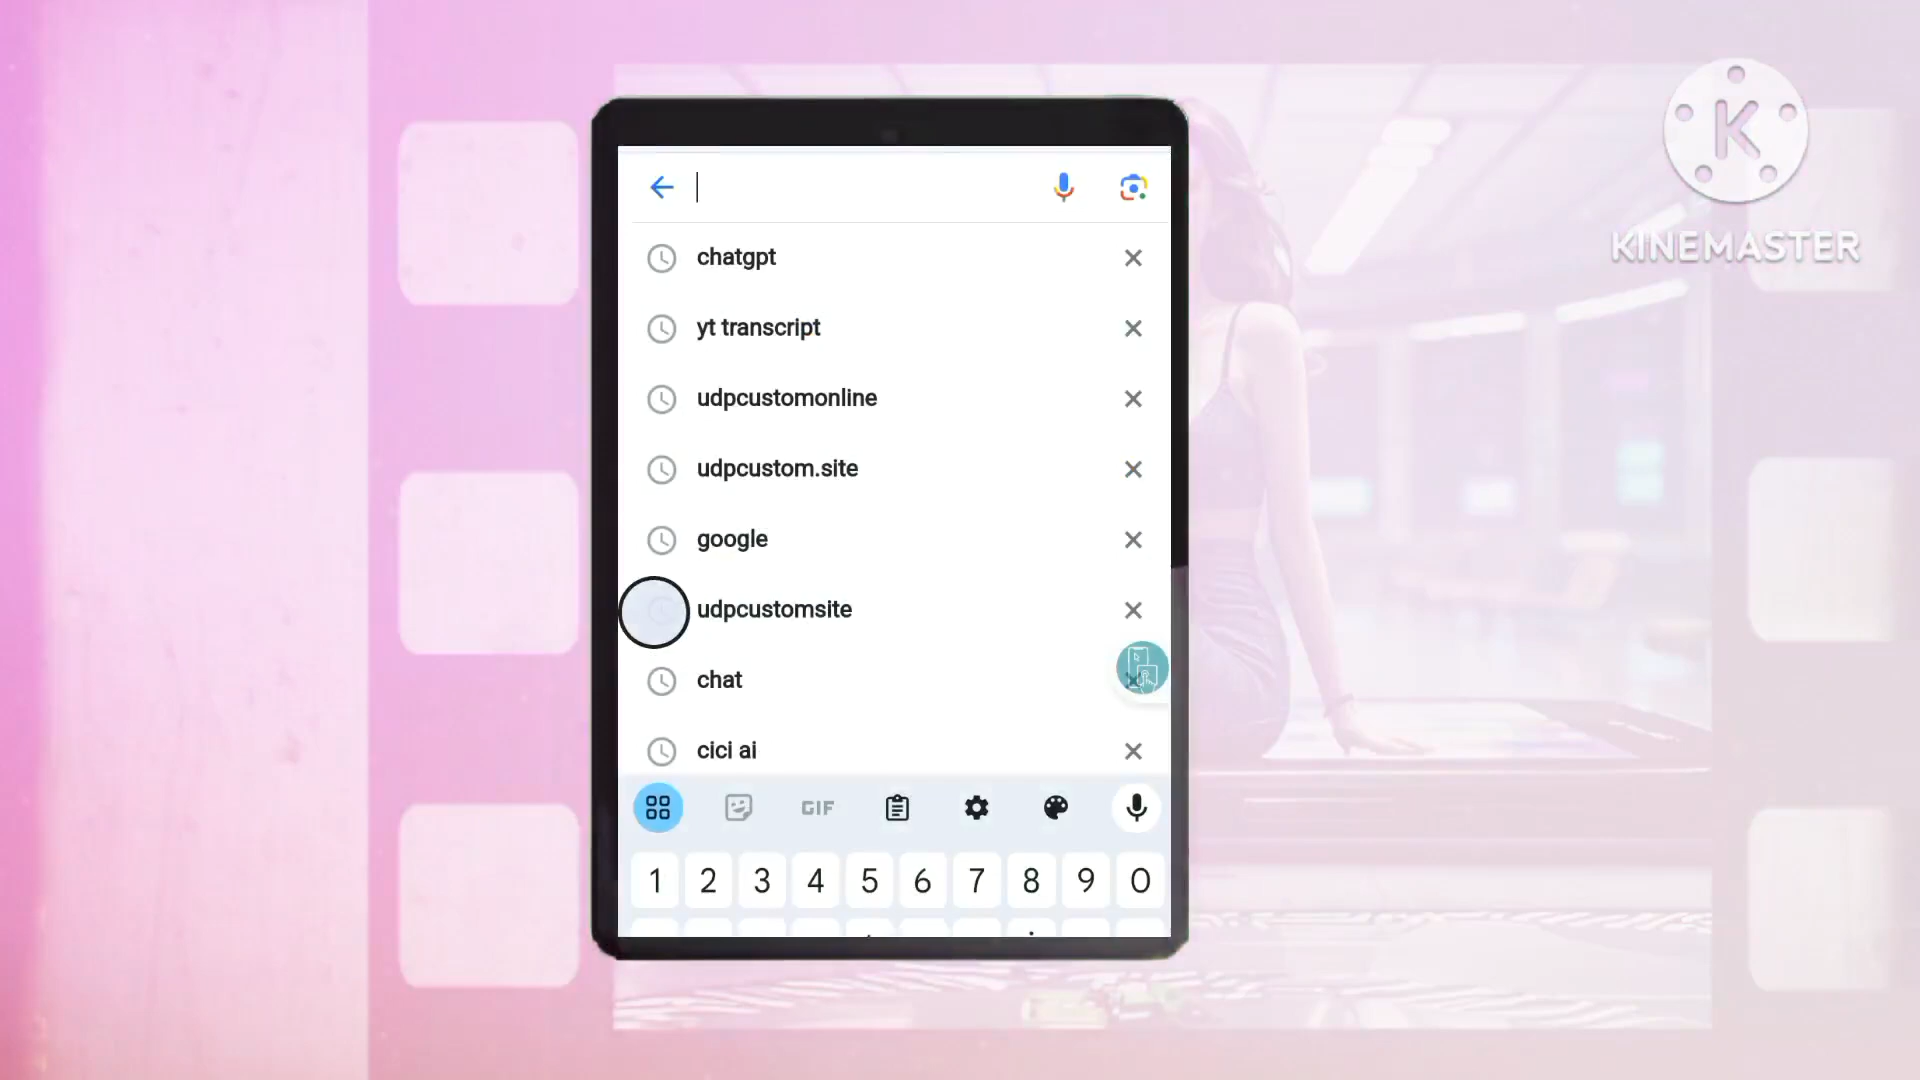 K
KINEMASTER
chatgpt
yt transcript
udpcustomonline
udpcustom.site
google
udpcustomsite
chat
cici ai
GIF
1 2 3 4 5 6 7 8 9 0